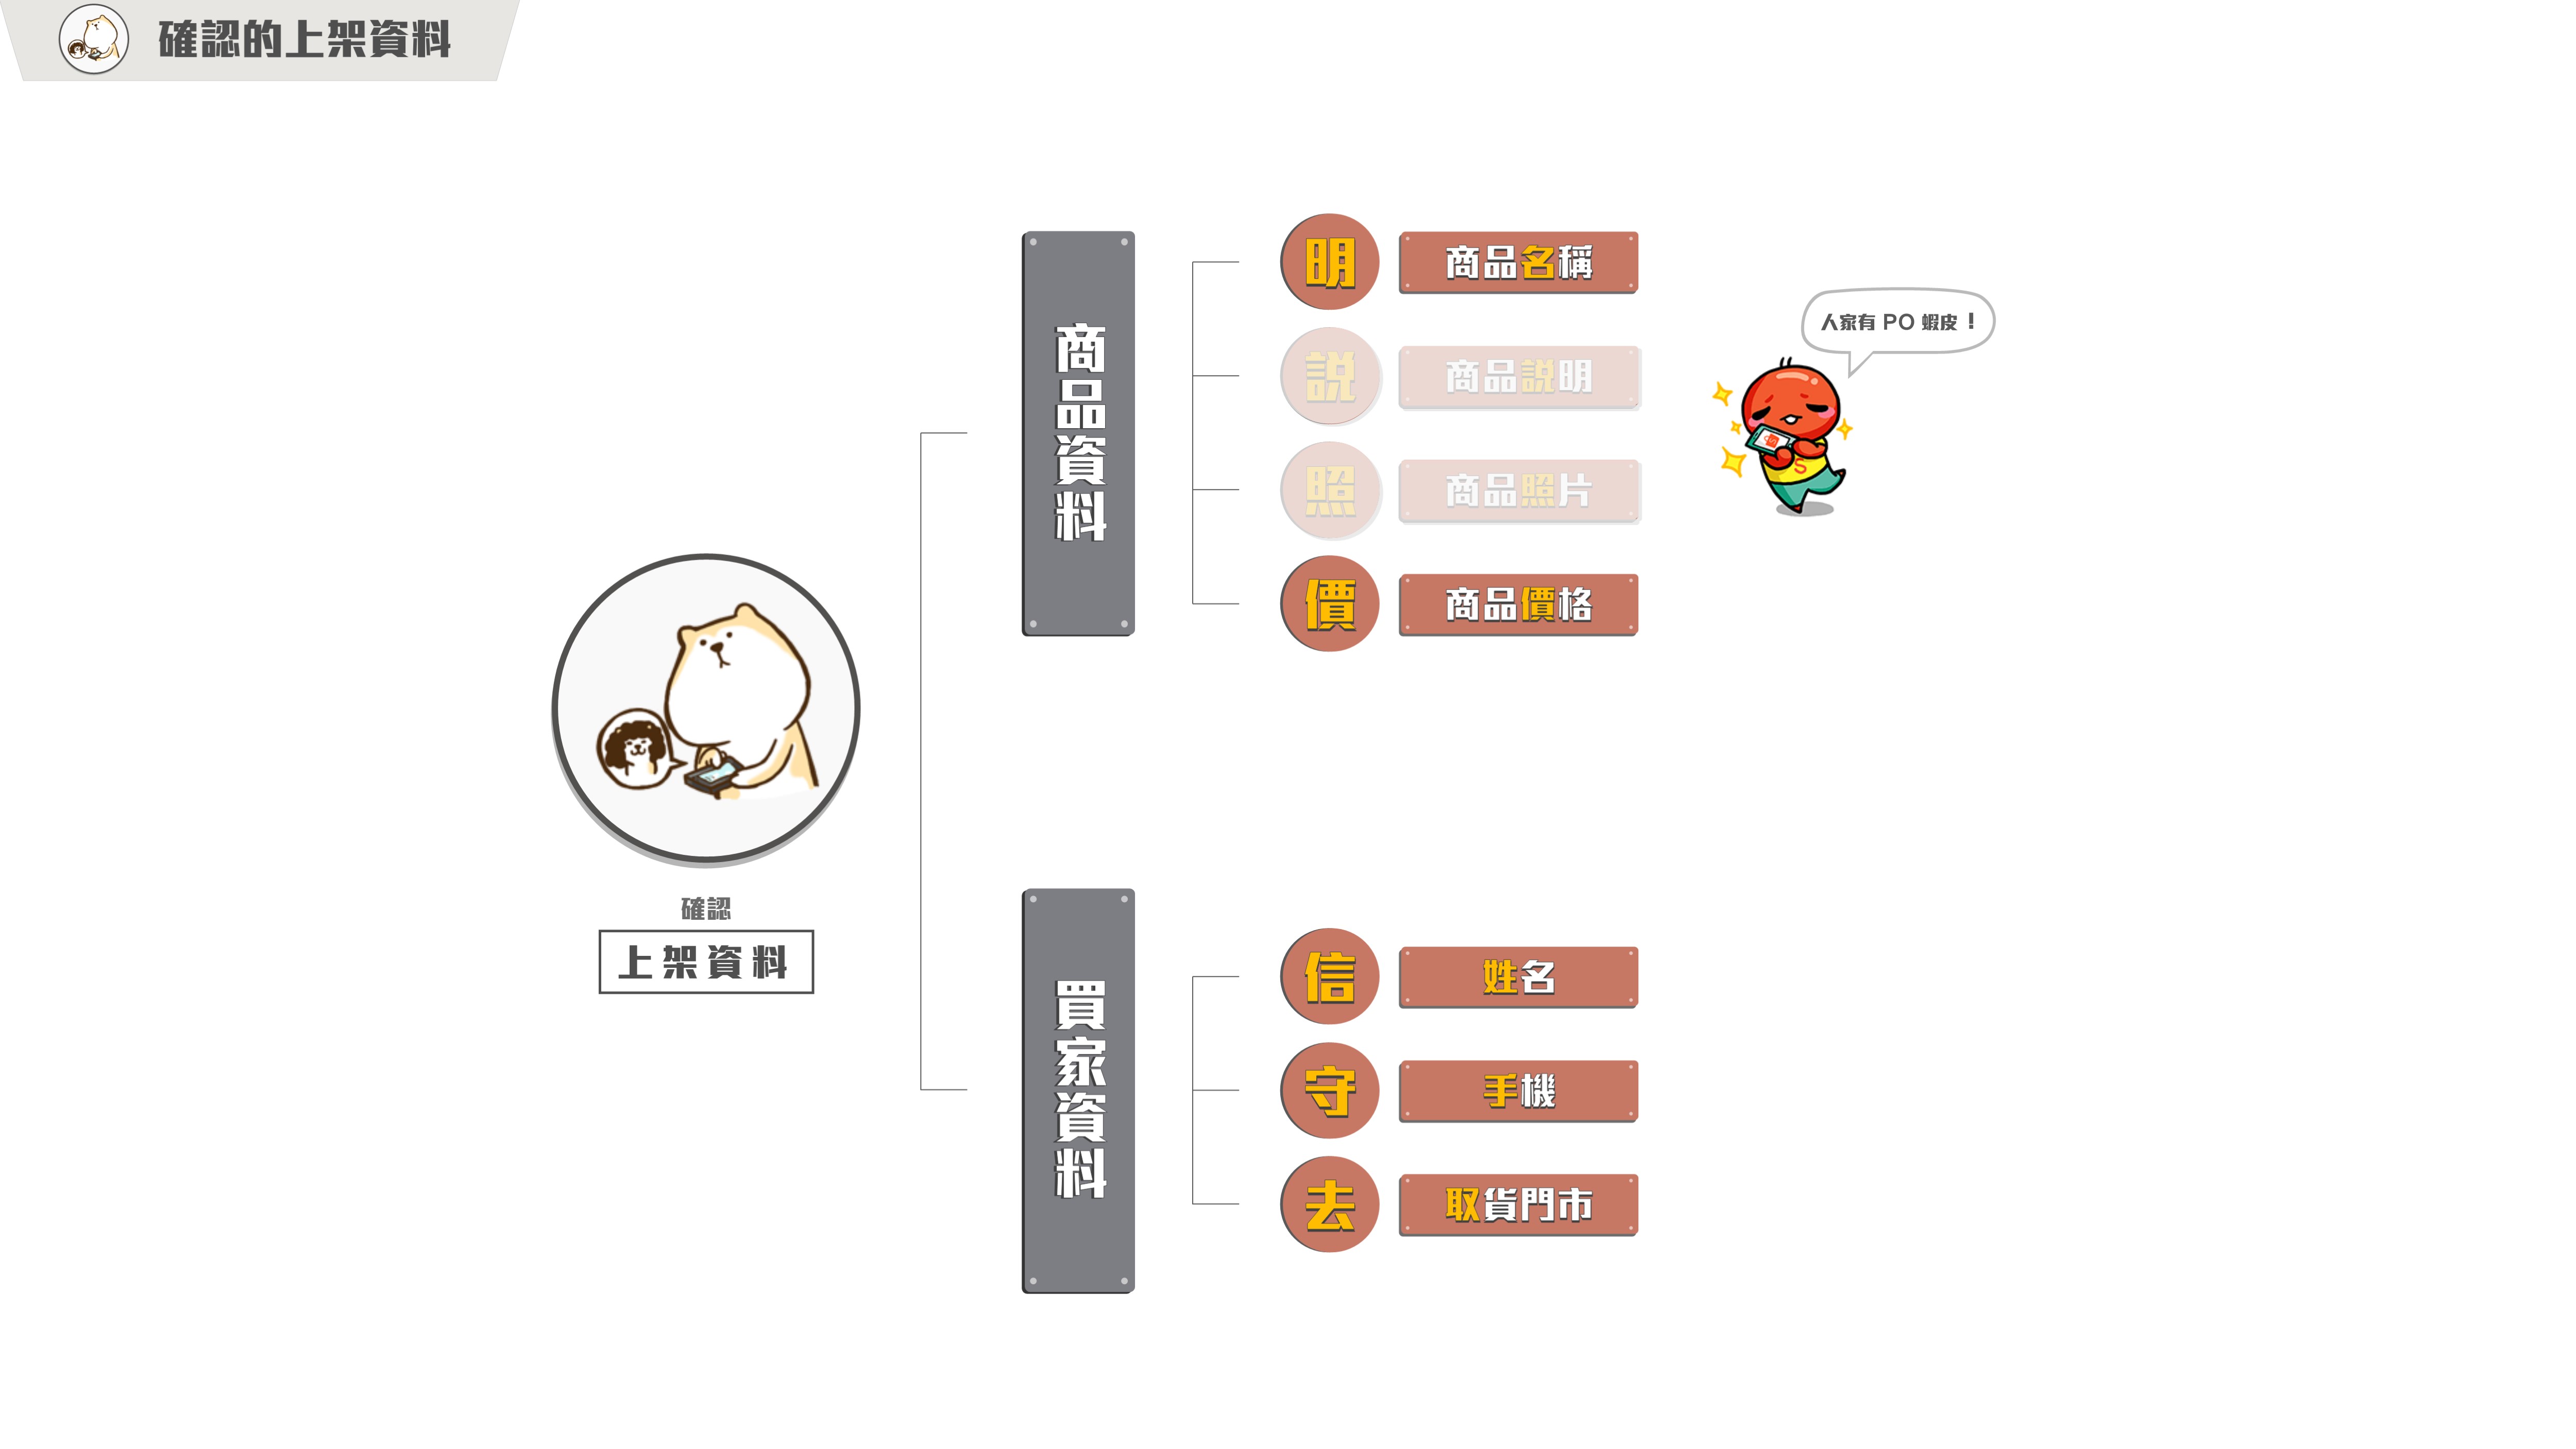 確認的上架資料
商品資料
明
商品名稱
説
商品説明
照
商品照片
價
商品價格
人家有 PO 蝦皮！
S
確認
上架資料
買家資料
信
姓名
守
手機
去
取貨門市